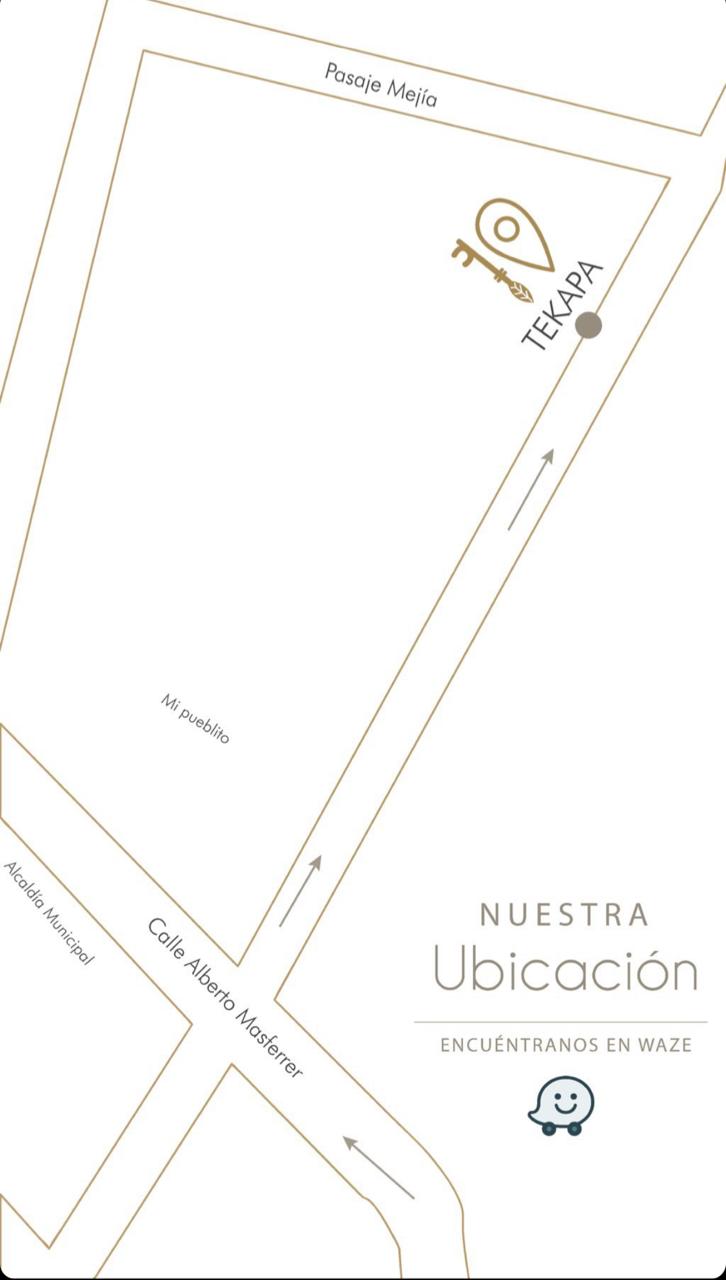 Pasaje Mejía
TEKAPA
Mi pueblito
Alcaldía Municipal
Calle Alberto Masferrer
NUESTRA
Ubicación
ENCUÉNTRANOS EN WAZE